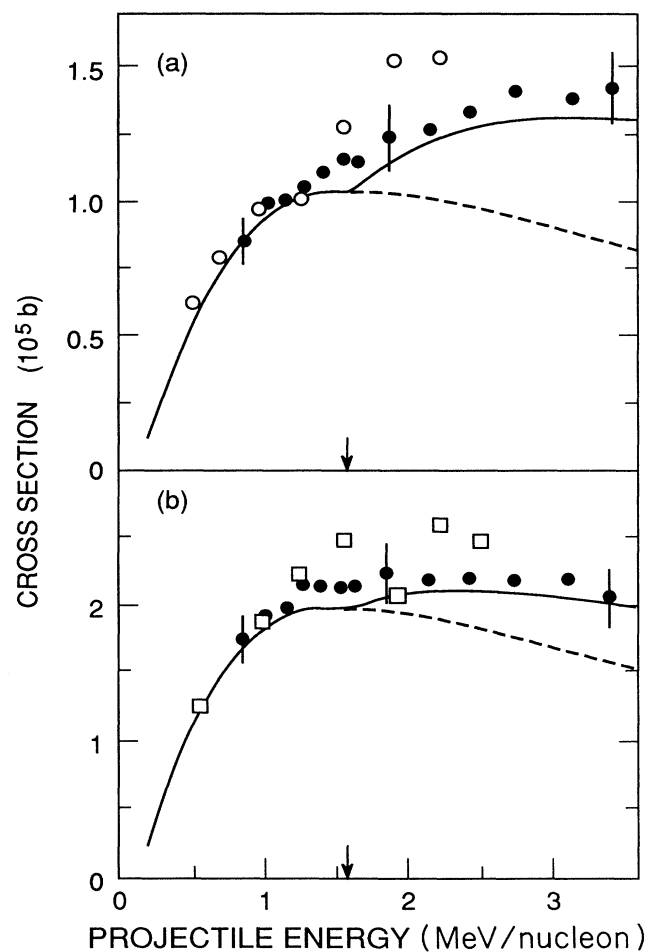 (a)
1.5
1.0
0.5
0
(b)
2
1
0
0 1 2 3
CROSS SECTION (10⁵ b)
PROJECTILE ENERGY (MeV/nucleon)